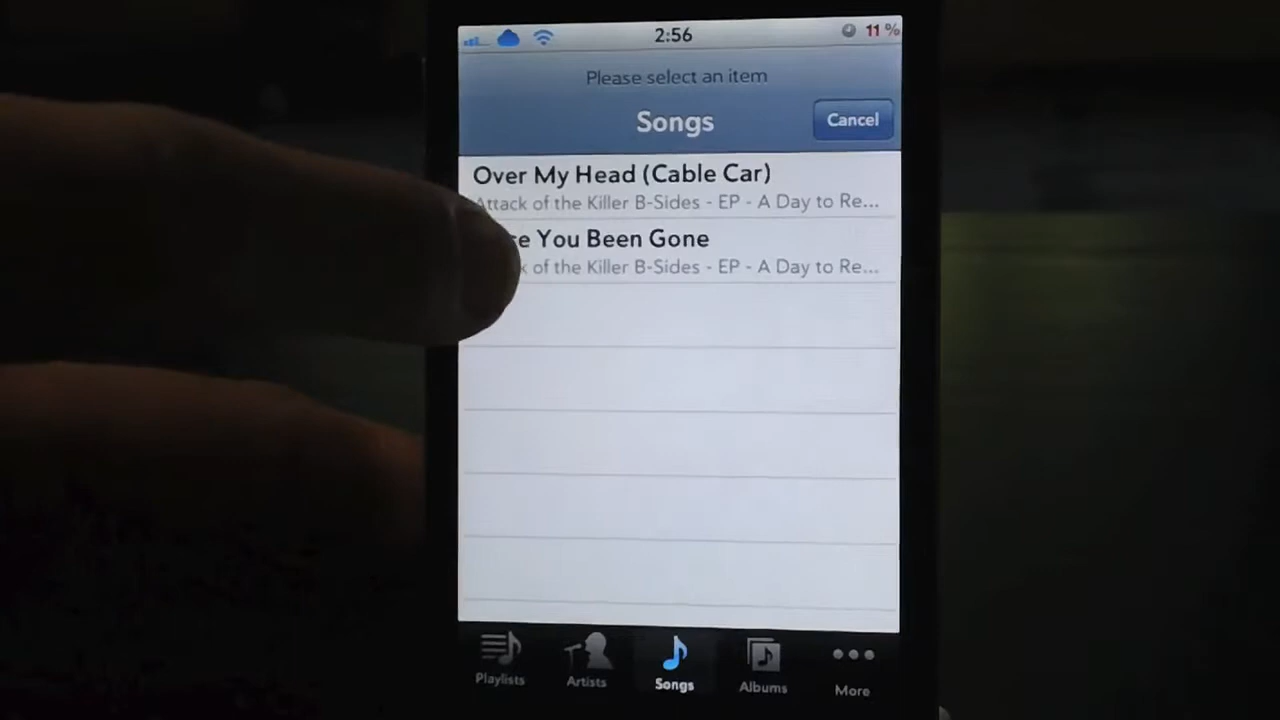 2:56
11 %
Please select an item
Songs
Cancel
Over My Head (Cable Car)
Attack of the Killer B-Sides - EP - A Day to Re...
You Been Gone
of the Killer B-Sides - EP - A Day to Re...
Playlists
Artists
Songs
Albums
More